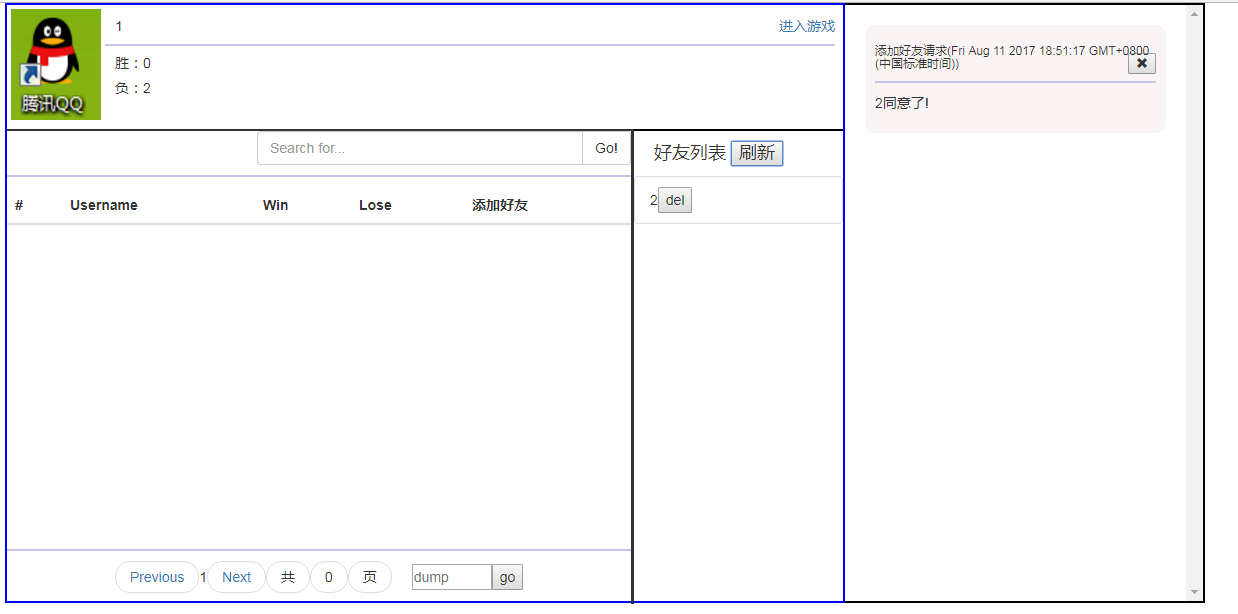 腾讯QQ
1
进入游戏
胜：0
负：2
Search for...
Go!
# Username Win Lose 添加好友
Previous 1 Next 共 0 页 dump go
好友列表 刷新
2 del
添加好友请求(Fri Aug 11 2017 18:51:17 GMT+0800
(中国标准时间))
✖
2同意了!